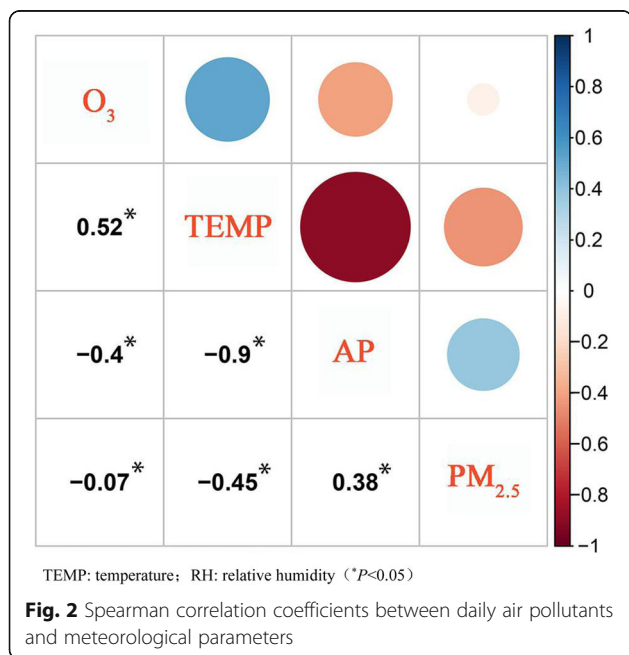 O₃
1
0.8
0.6
0.52* TEMP
0.4
0.2
0
−0.4* −0.9* AP
−0.2
−0.4
−0.07* −0.45* 0.38* PM₂.₅
−0.6
−0.8
−1
TEMP: temperature; RH: relative humidity (*P<0.05)
Fig. 2 Spearman correlation coefficients between daily air pollutants
and meteorological parameters